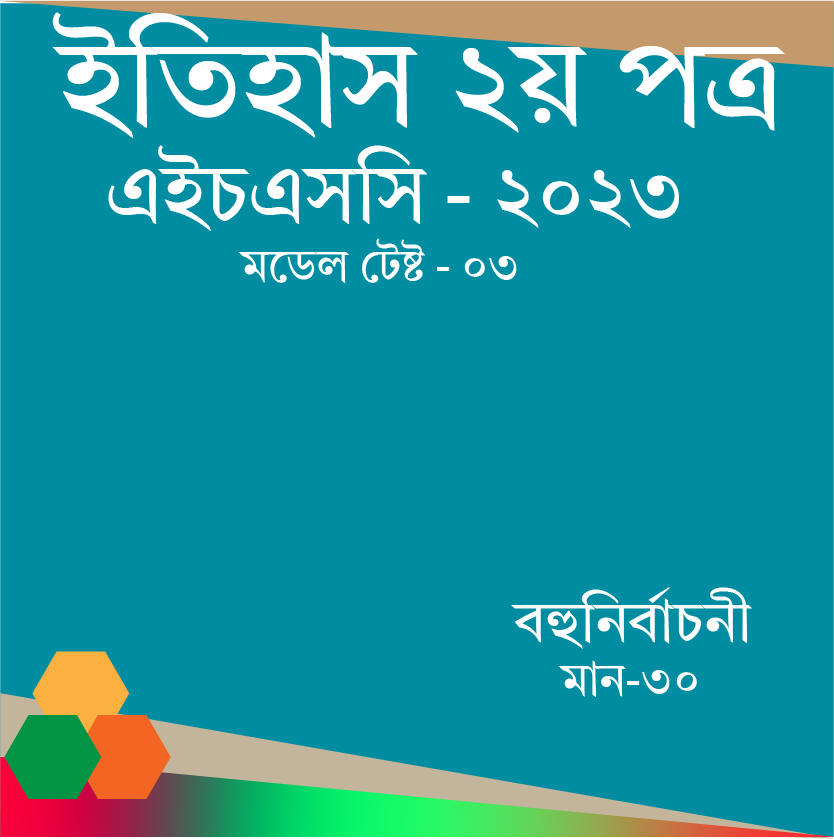 ইতিহাস ২য় পত্র
এইচএসসি - ২০২৩
মডেল টেষ্ট - ০৩
বহুনির্বাচনী
মান-৩০